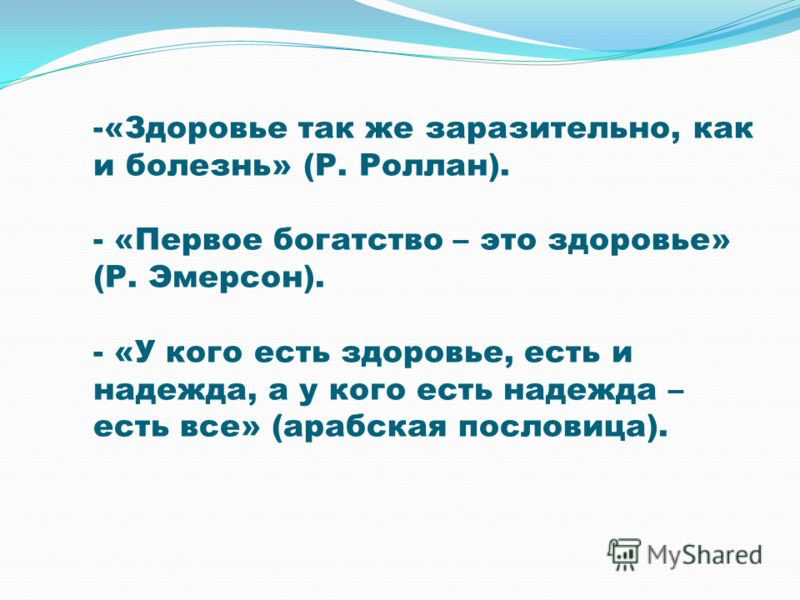 -«Здоровье так же заразительно, как
и болезнь» (Р. Роллан).
- «Первое богатство – это здоровье»
(Р. Эмерсон).
- «У кого есть здоровье, есть и
надежда, а у кого есть надежда –
есть все» (арабская пословица).
MyShared